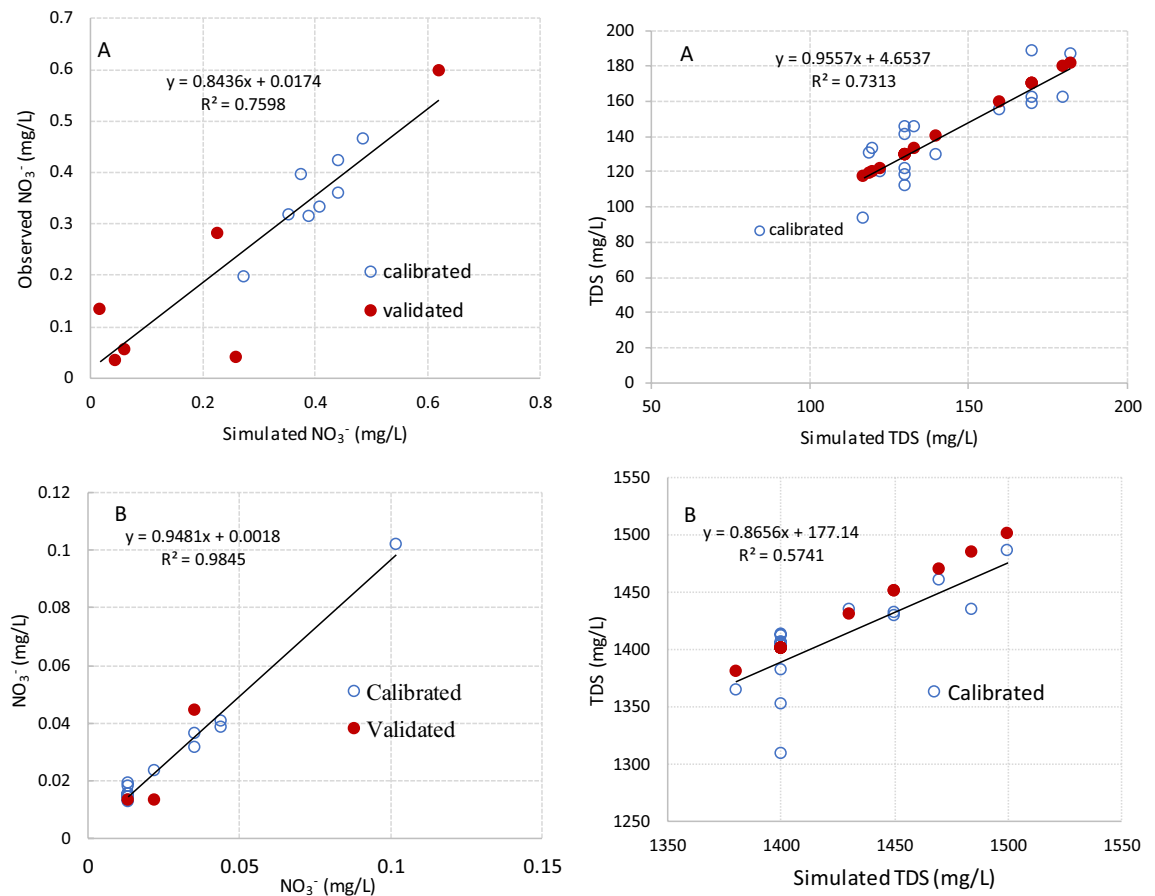 0.7
0.6
0.5
0.4
0.3
0.2
0.1
0
Observed NO₃⁻ (mg/L)
A
y = 0.8436x + 0.0174
R² = 0.7598
calibrated
validated
0 0.2 0.4 0.6 0.8
Simulated NO₃⁻ (mg/L)
200
180
160
140
120
100
80
60
40
20
0
TDS (mg/L)
A
y = 0.9557x + 4.6537
R² = 0.7313
calibrated
50 100 150 200
Simulated TDS (mg/L)
0.12
0.1
0.08
0.06
0.04
0.02
0
NO₃⁻ (mg/L)
B
y = 0.9481x + 0.0018
R² = 0.9845
Calibrated
Validated
0 0.05 0.1 0.15
NO₃⁻ (mg/L)
1550
1500
1450
1400
1350
1300
1250
TDS (mg/L)
B
y = 0.8656x + 177.14
R² = 0.5741
Calibrated
1350 1400 1450 1500 1550
Simulated TDS (mg/L)